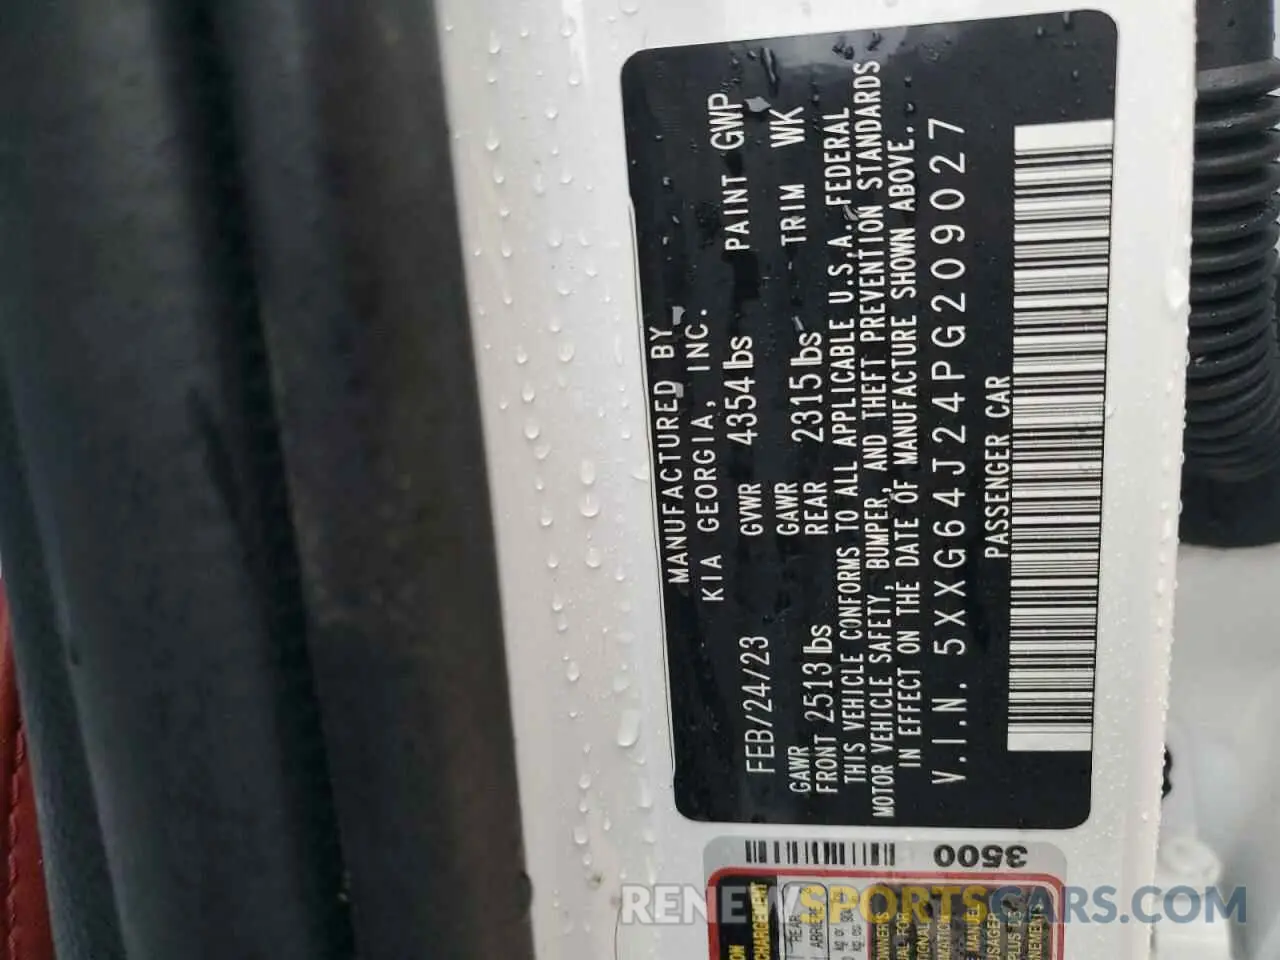 MANUFACTURED BY
KIA GEORGIA, INC.
FEB/24/23 GVWR 4354 lbs PAINT GWP
GAWR FRONT 2513 lbs GAWR REAR 2315 lbs TRIM WK
THIS VEHICLE CONFORMS TO ALL APPLICABLE U.S.A. FEDERAL
MOTOR VEHICLE SAFETY, BUMPER, AND THEFT PREVENTION STANDARDS
IN EFFECT ON THE DATE OF MANUFACTURE SHOWN ABOVE.
V.I.N. 5XXG64J24PG209027
PASSENGER CAR
3500
REAR
MANUEL
RENEWSPORTSCARS.COM